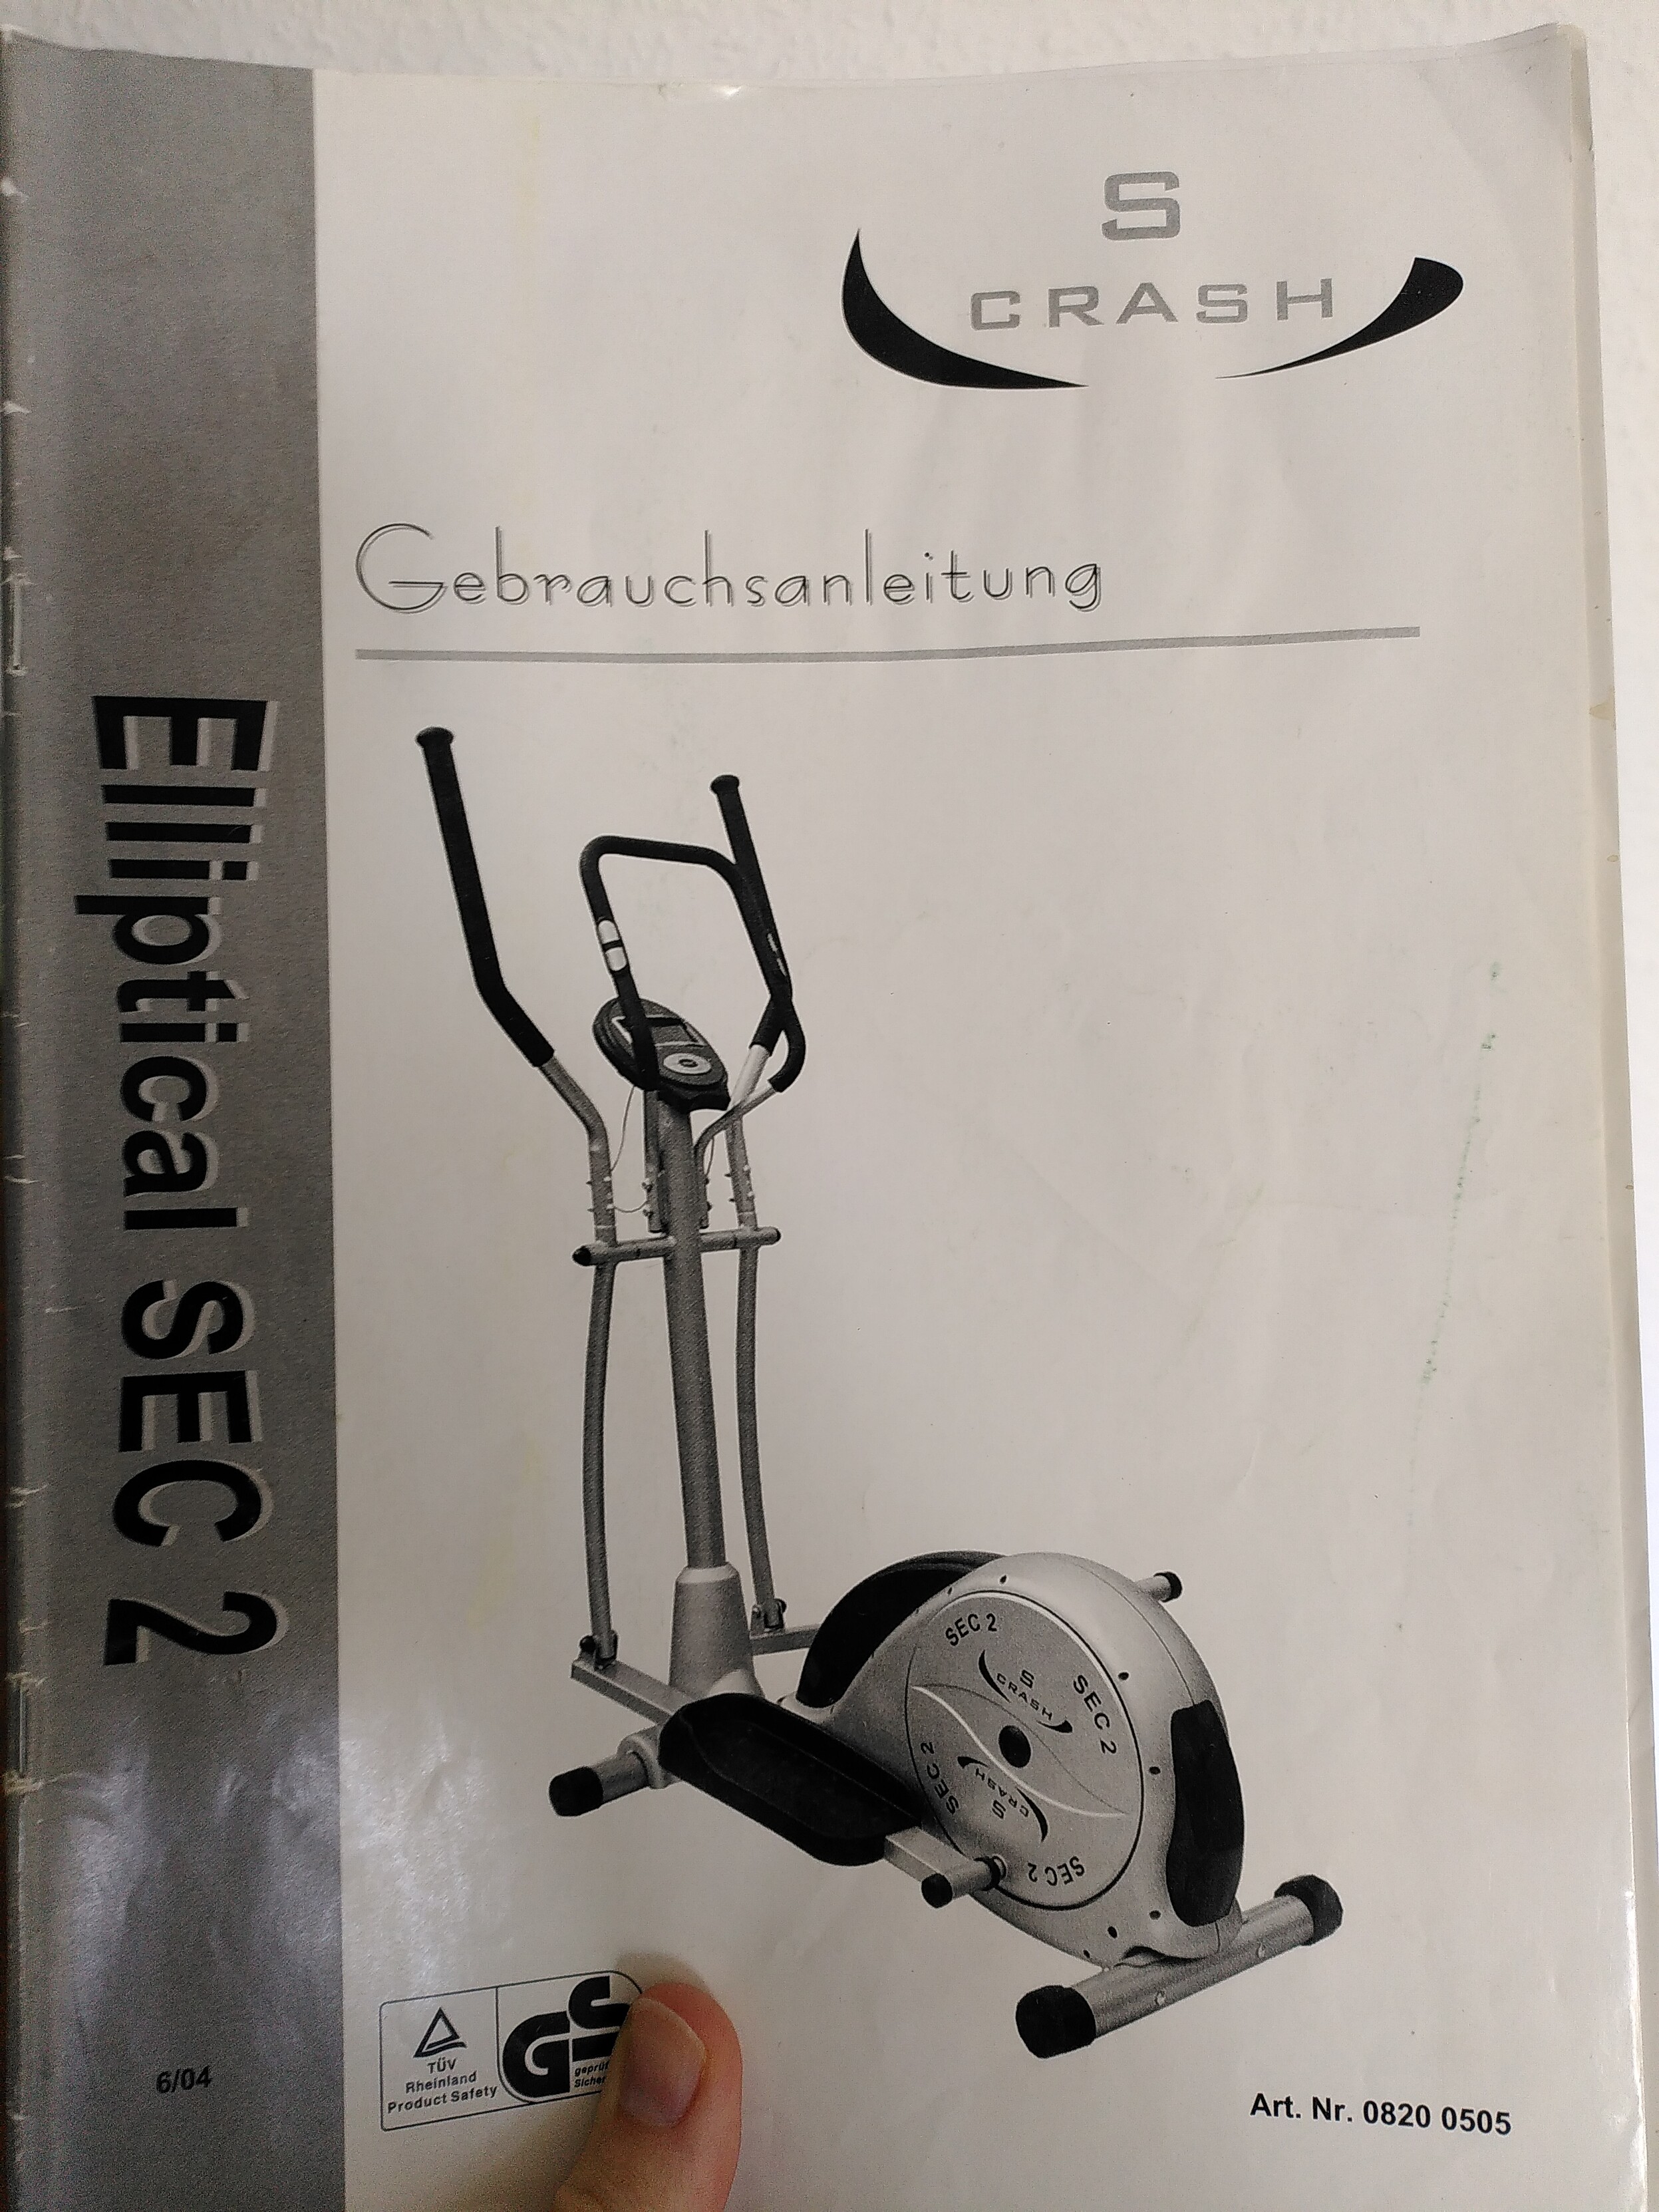 S
CRASH
Gebrauchsanleitung
Elliptical SEC 2
SEC 2
S
CRASH
SEC 2
SEC 2
S
CRASH
SEC 2
TÜV
Rheinland
Product Safety
GS
6/04
Art. Nr. 0820 0505